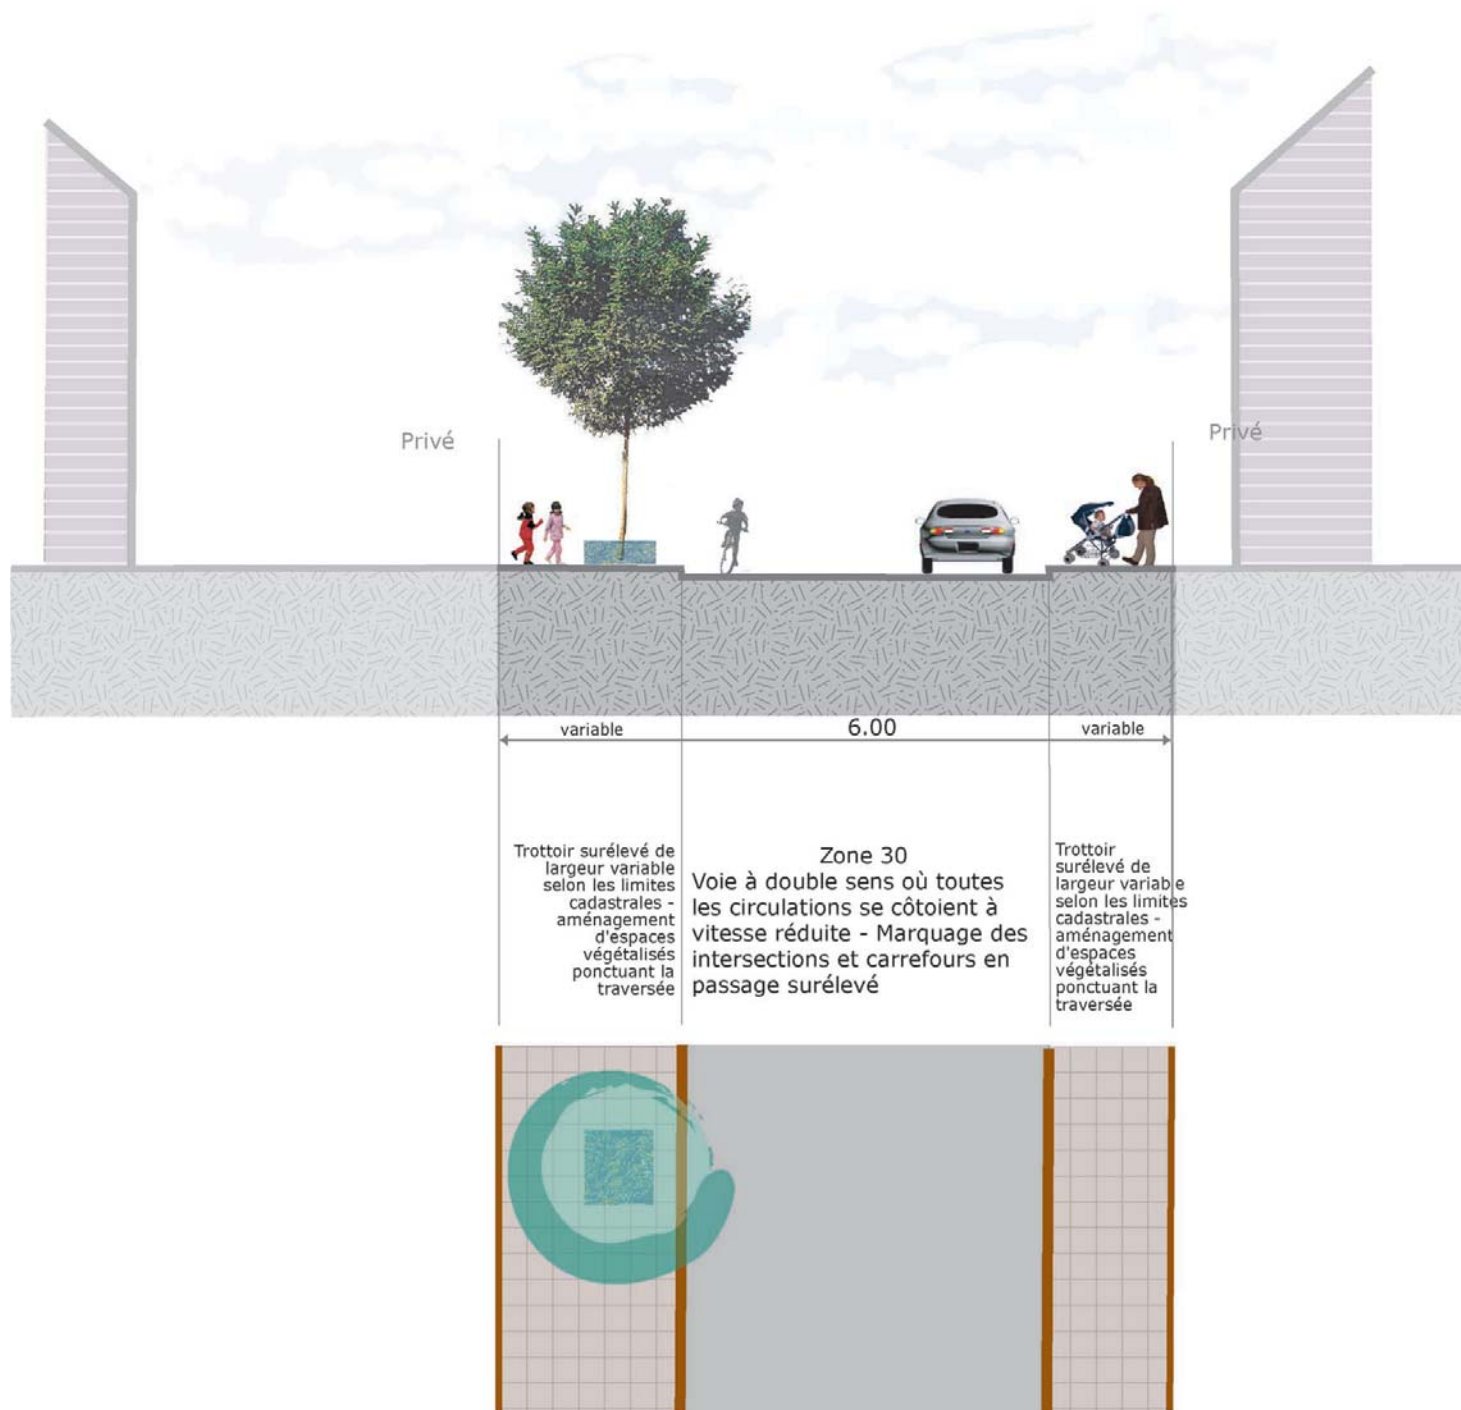 Privé
Privé
variable
6.00
variable
Trottoir surélevé de
largeur variable
selon les limites
cadastrales -
aménagement
d'espaces
végétalisés
ponctuant la
traversée
Zone 30
Voie à double sens où toutes
les circulations se côtoient à
vitesse réduite - Marquage des
intersections et carrefours en
passage surélevé
Trottoir
surélevé de
largeur variable
selon les limites
cadastrales -
aménagement
d'espaces
végétalisés
ponctuant la
traversée